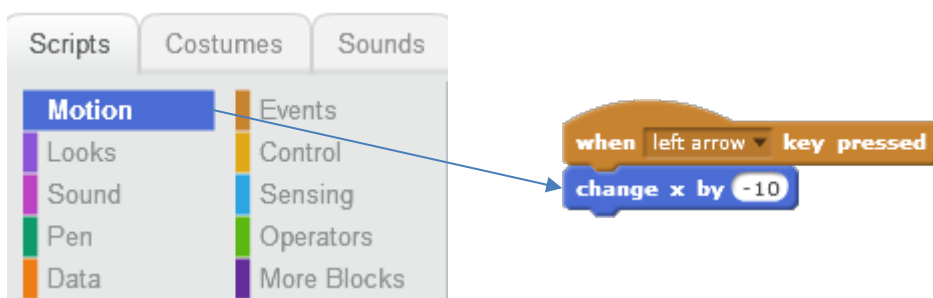 Scripts Costumes Sounds
Motion Events
Looks Control
Sound Sensing
Pen Operators
Data More Blocks
when left arrow key pressed
change x by -10